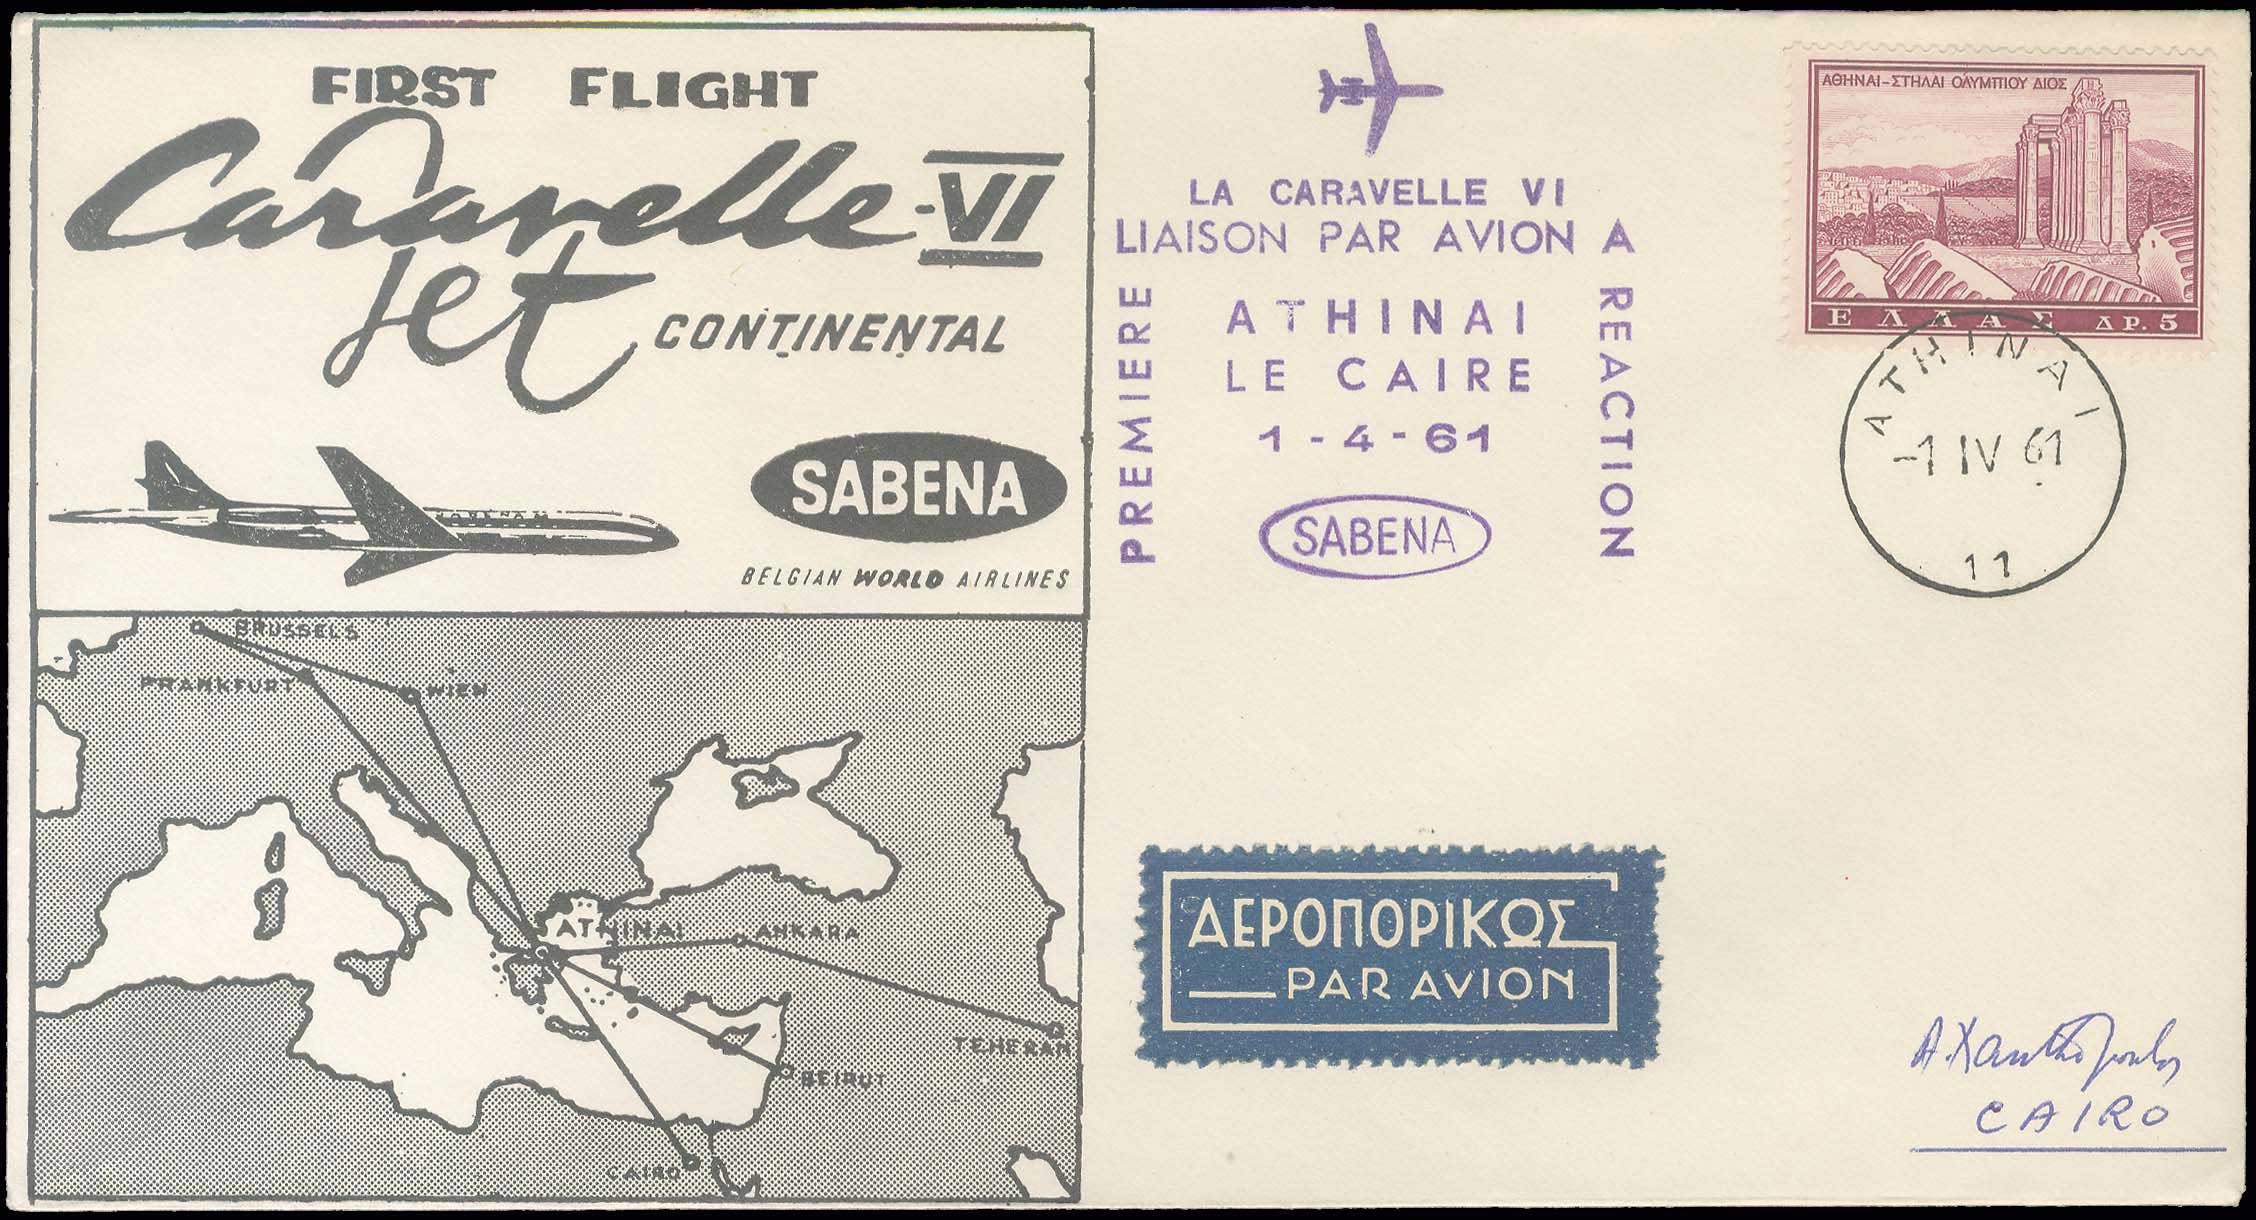 FIRST FLIGHT
Caravelle-VI
Jet CONTINENTAL
SABENA
BELGIAN WORLD AIRLINES
BRUSSELS
FRANKFURT
WIEN
ATHINAI
ANKARA
TEHERAN
BEIRUT
CAIRO
LA CARAVELLE VI
PREMIERE
LIAISON PAR AVION A
REACTION
ATHINAI
LE CAIRE
1-4-61
SABENA
ΑΘΗΝΑΙ-ΣΤΗΛΑΙ ΟΛΥΜΠΙΟΥ ΔΙΟΣ
ΕΛΛΑΣ ΔΡ. 5
ATHINAI
-1 IV 61
11
ΑΕΡΟΠΟΡΙΚΩΣ
PAR AVION
A. Xanthopoulos
CAIRO